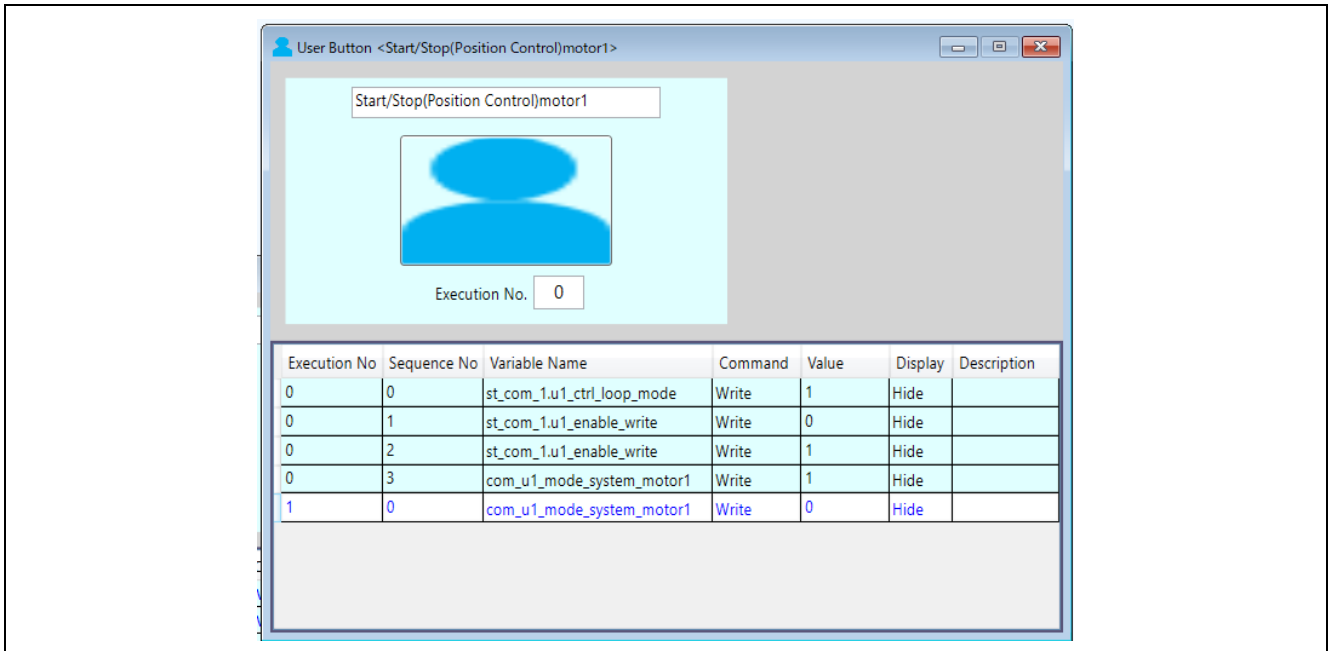 User Button <Start/Stop(Position Control)motor1>
Start/Stop(Position Control)motor1
Execution No. 0
Execution No Sequence No Variable Name Command Value Display Description
0 0 st_com_1.u1_ctrl_loop_mode Write 1 Hide
0 1 st_com_1.u1_enable_write Write 0 Hide
0 2 st_com_1.u1_enable_write Write 1 Hide
0 3 com_u1_mode_system_motor1 Write 1 Hide
1 0 com_u1_mode_system_motor1 Write 0 Hide